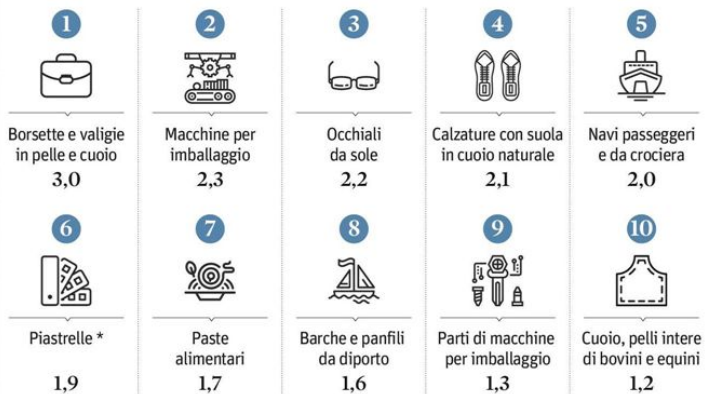 1
2
3
4
5
Borsette e valigie
in pelle e cuoio
3,0
Macchine per
imballaggio
2,3
Occhiali
da sole
2,2
Calzature con suola
in cuoio naturale
2,1
Navi passeggeri
e da crociera
2,0
6
7
8
9
10
Piastrelle *
1,9
Paste
alimentari
1,7
Barche e panfili
da diporto
1,6
Parti di macchine
per imballaggio
1,3
Cuoio, pelli intere
di bovini e equini
1,2